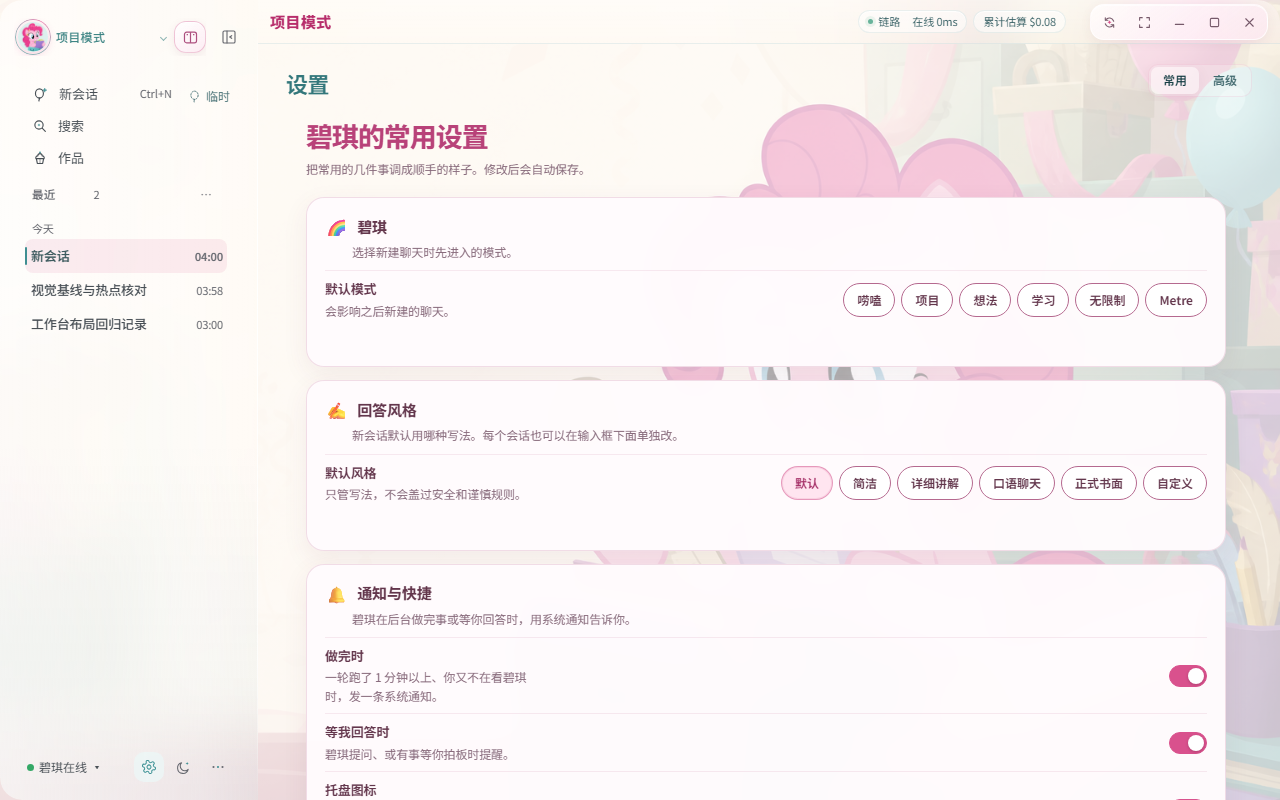 项目模式
新会话 Ctrl+N 临时
搜索
作品
最近 2 ···
今天
新会话 04:00
视觉基线与热点核对 03:58
工作台布局回归记录 03:00
碧琪在线
项目模式
链路 在线 0ms 累计估算 $0.08
设置
常用 高级
碧琪的常用设置
把常用的几件事调成顺手的样子。修改后会自动保存。
🌈 碧琪
选择新建聊天时先进入的模式。
默认模式
会影响之后新建的聊天。
唠嗑 项目 想法 学习 无限制 Metre
✍️ 回答风格
新会话默认用哪种写法。每个会话也可以在输入框下面单独改。
默认风格
只管写法，不会盖过安全和谨慎规则。
默认 简洁 详细讲解 口语聊天 正式书面 自定义
🔔 通知与快捷
碧琪在后台做完事或等你回答时，用系统通知告诉你。
做完时
一轮跑了 1 分钟以上、你又不在看碧琪
时，发一条系统通知。
等我回答时
碧琪提问、或有事等你拍板时提醒。
托盘图标